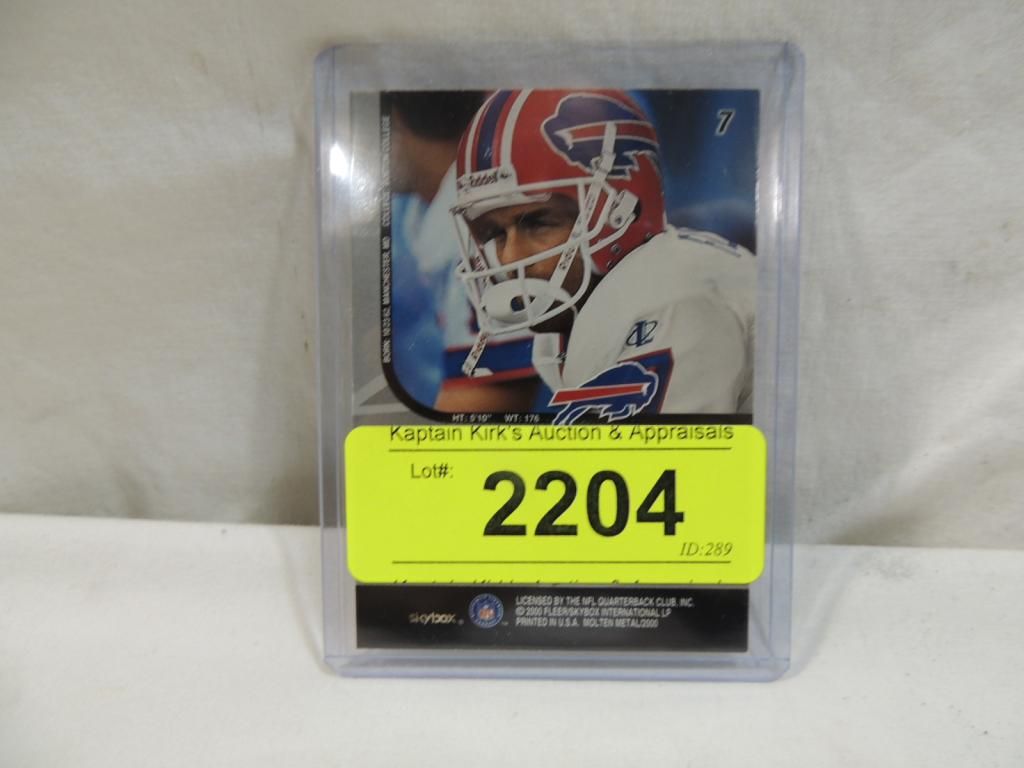 7
Riddell
BORN: 10/23/62, MANCHESTER, MD COLLEGE: BOSTON COLLEGE
HT: 5'10" WT: 176
Kaptain Kirk's Auction & Appraisals
Lot#:
2204
ID:289
skybox®
LICENSED BY THE NFL QUARTERBACK CLUB, INC.
© 2000 FLEER/SKYBOX INTERNATIONAL LP
PRINTED IN U.S.A. MOLTEN METAL/2000